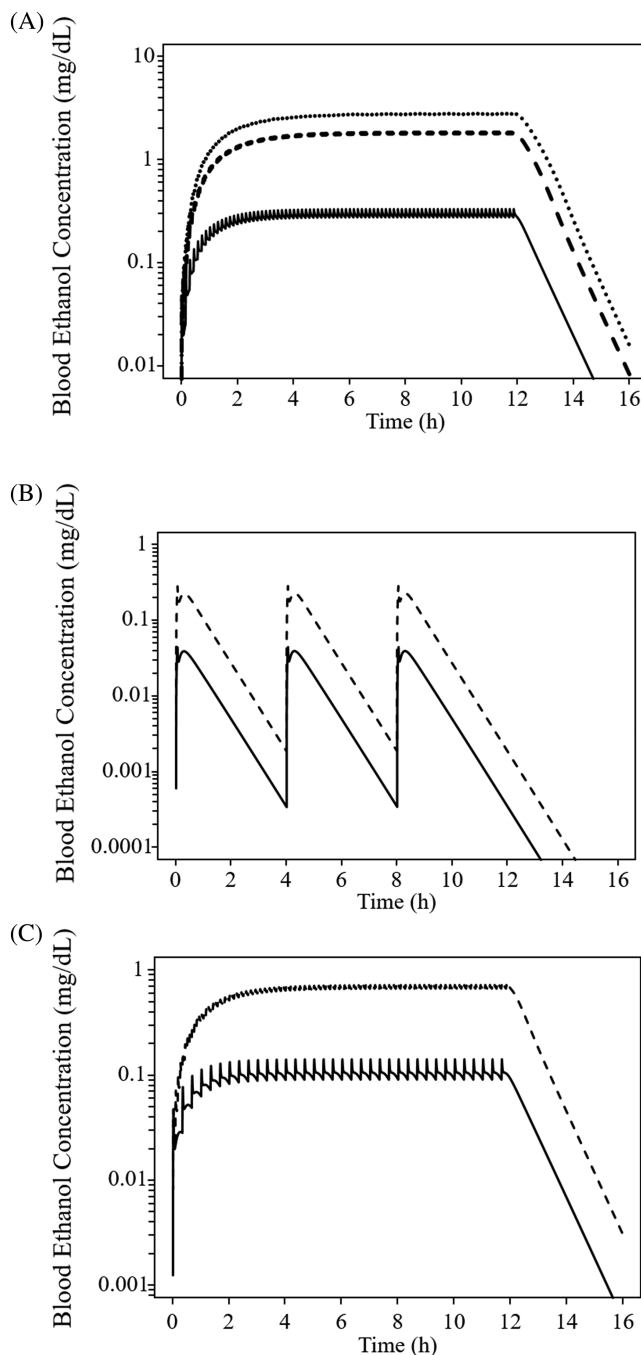 (A)
Blood Ethanol Concentration (mg/dL)
10
1
0.1
0.01
0 2 4 6 8 10 12 14 16
Time (h)
(B)
Blood Ethanol Concentration (mg/dL)
1
0.1
0.01
0.001
0.0001
0 2 4 6 8 10 12 14 16
Time (h)
(C)
Blood Ethanol Concentration (mg/dL)
1
0.1
0.01
0.001
0 2 4 6 8 10 12 14 16
Time (h)